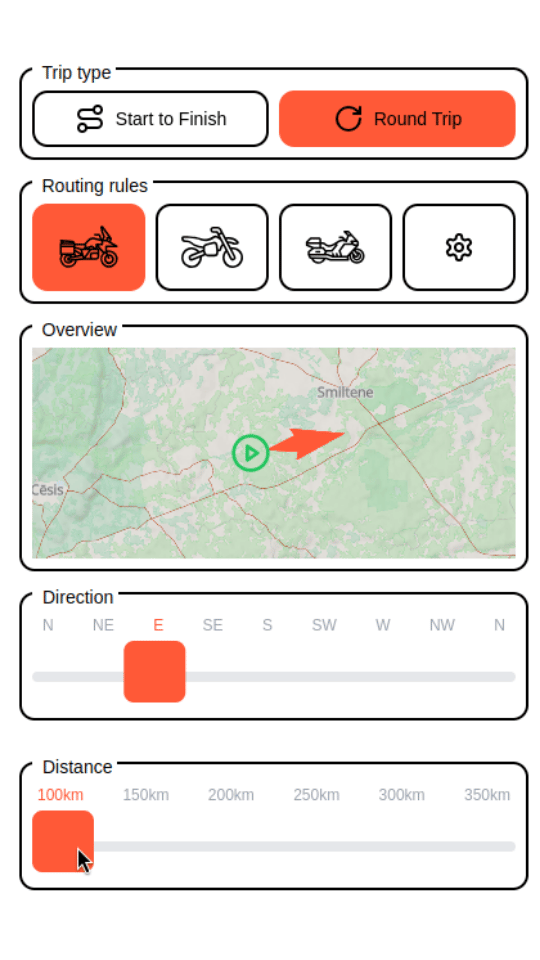 Trip type
Start to Finish
Round Trip
Routing rules
Overview
Smiltene
Cēsis
Direction
N NE E SE S SW W NW N
Distance
100km 150km 200km 250km 300km 350km